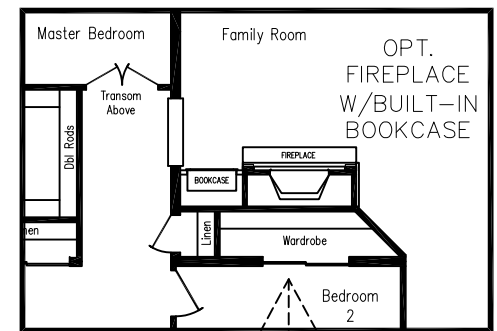 Master Bedroom
Family Room
OPT.
FIREPLACE
W/BUILT-IN
BOOKCASE
Transom
Above
Dbl Rods
FIREPLACE
BOOKCASE
nen
Linen
Wardrobe
Bedroom
2